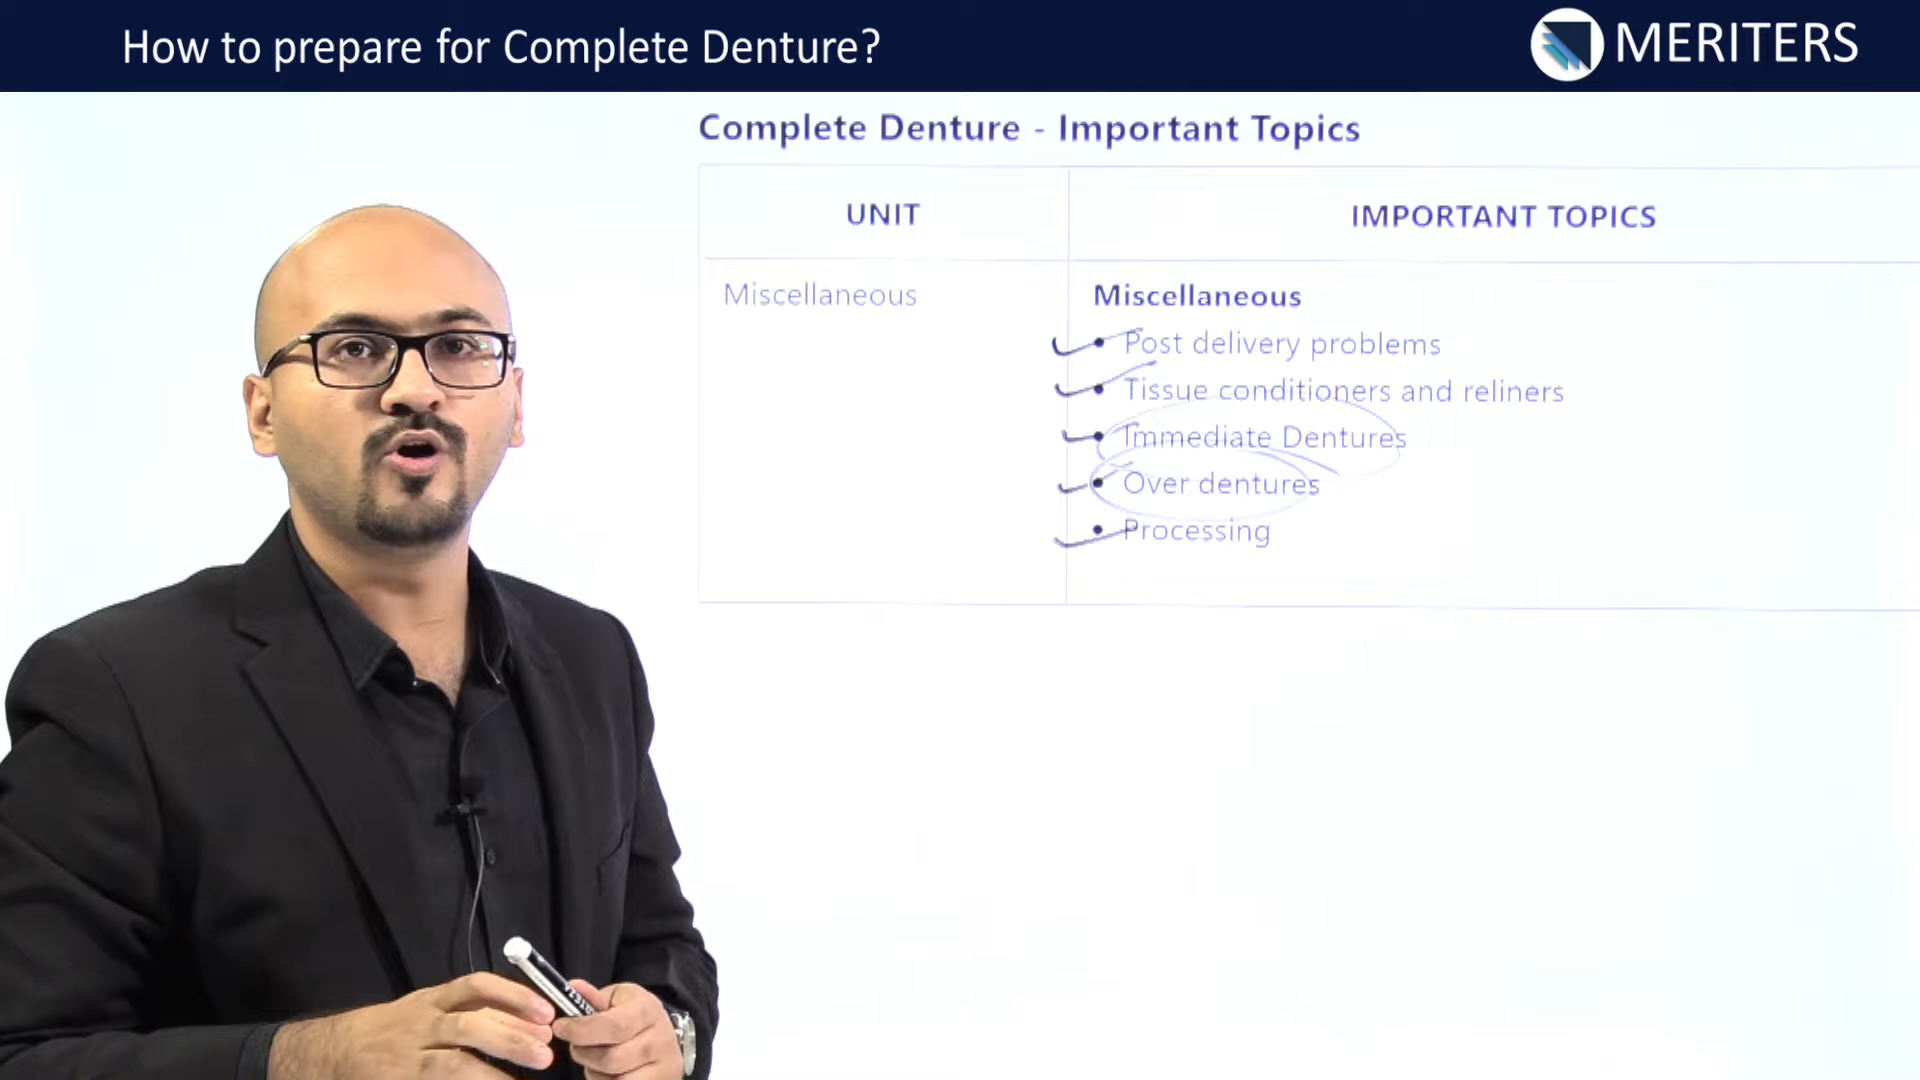 How to prepare for Complete Denture?
MERITERS
Complete Denture - Important Topics
UNIT
IMPORTANT TOPICS
Miscellaneous
Miscellaneous
• Post delivery problems
• Tissue conditioners and reliners
• Immediate Dentures
• Over dentures
• Processing